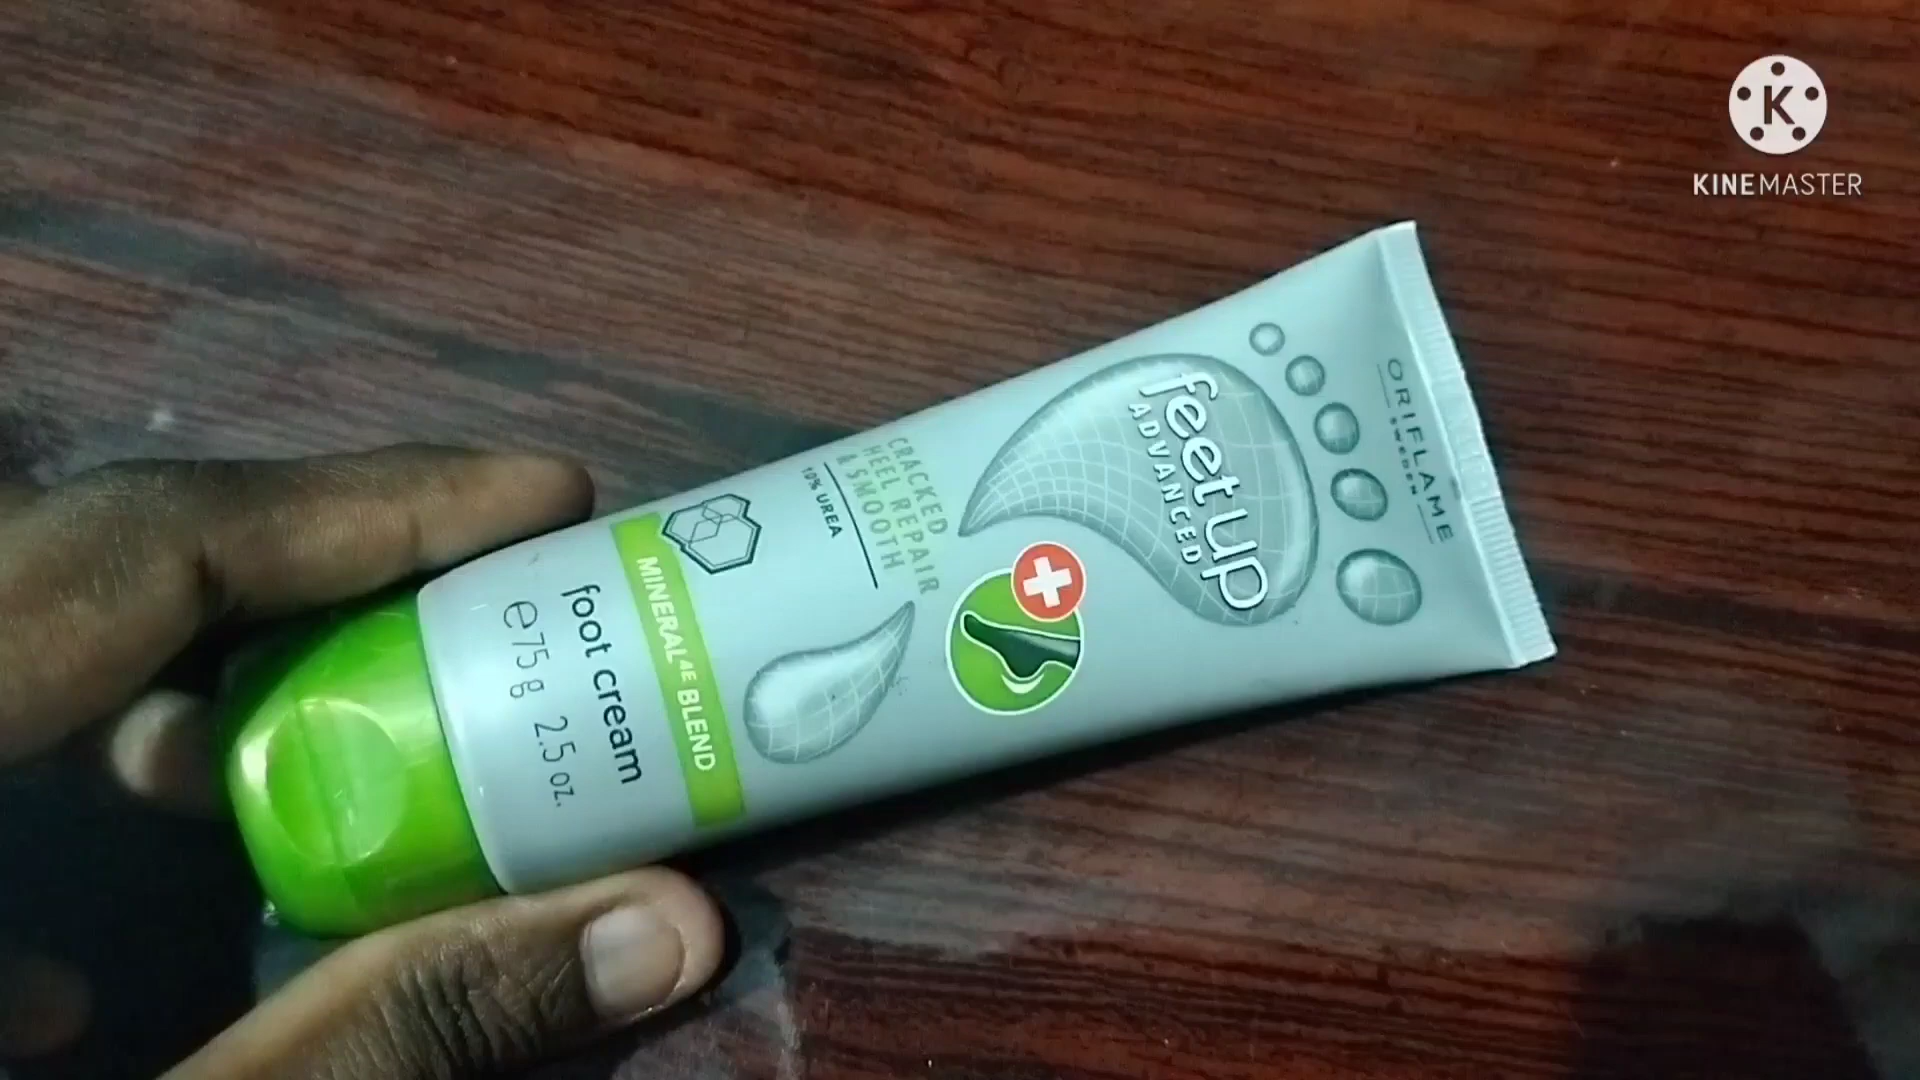 K
KINEMASTER
ORIFLAME
SWEDEN
feet up
ADVANCED
CRACKED
HEEL REPAIR
& SMOOTH
10% UREA
MINERAL4E BLEND
foot cream
e75 g 2.5 oz.